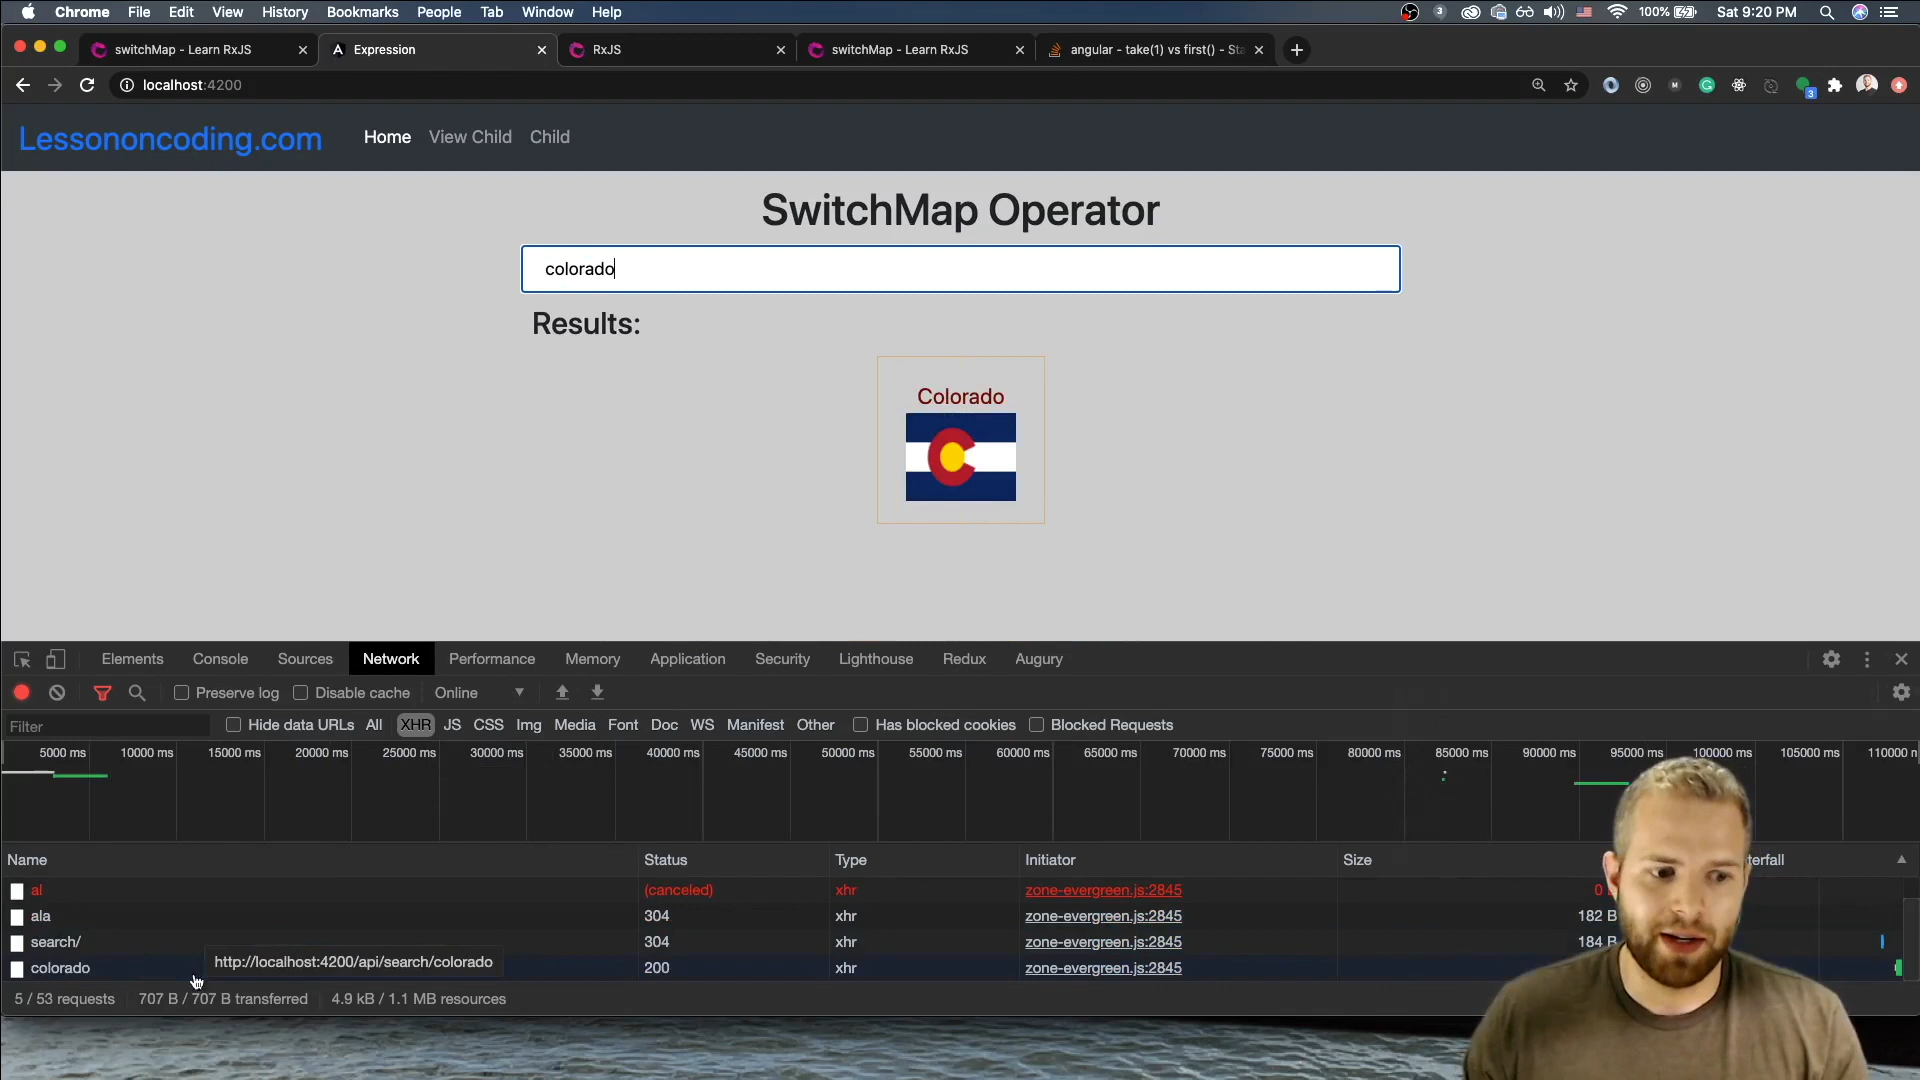 Chrome File Edit View History Bookmarks People Tab Window Help 3 100% Sat 9:20 PM
switchMap - Learn RxJS Expression RxJS switchMap - Learn RxJS angular - take(1) vs first() - Sta
localhost:4200 M G 3
Lessononcoding.com Home View Child Child
SwitchMap Operator
colorado
Results:
Colorado
Elements Console Sources Network Performance Memory Application Security Lighthouse Redux Augury
Preserve log Disable cache Online
Filter Hide data URLs All XHR JS CSS Img Media Font Doc WS Manifest Other Has blocked cookies Blocked Requests
5000 ms 10000 ms 15000 ms 20000 ms 25000 ms 30000 ms 35000 ms 40000 ms 45000 ms 50000 ms 55000 ms 60000 ms 65000 ms 70000 ms 75000 ms 80000 ms 85000 ms 90000 ms 95000 ms 100000 ms 105000 ms 110000 n
Name Status Type Initiator Size terfall
al (canceled) xhr zone-evergreen.js:2845 0
ala 304 xhr zone-evergreen.js:2845 182 B
search/ 304 xhr zone-evergreen.js:2845 184 B
http://localhost:4200/api/search/colorado
colorado 200 xhr zone-evergreen.js:2845
5 / 53 requests 707 B / 707 B transferred 4.9 kB / 1.1 MB resources